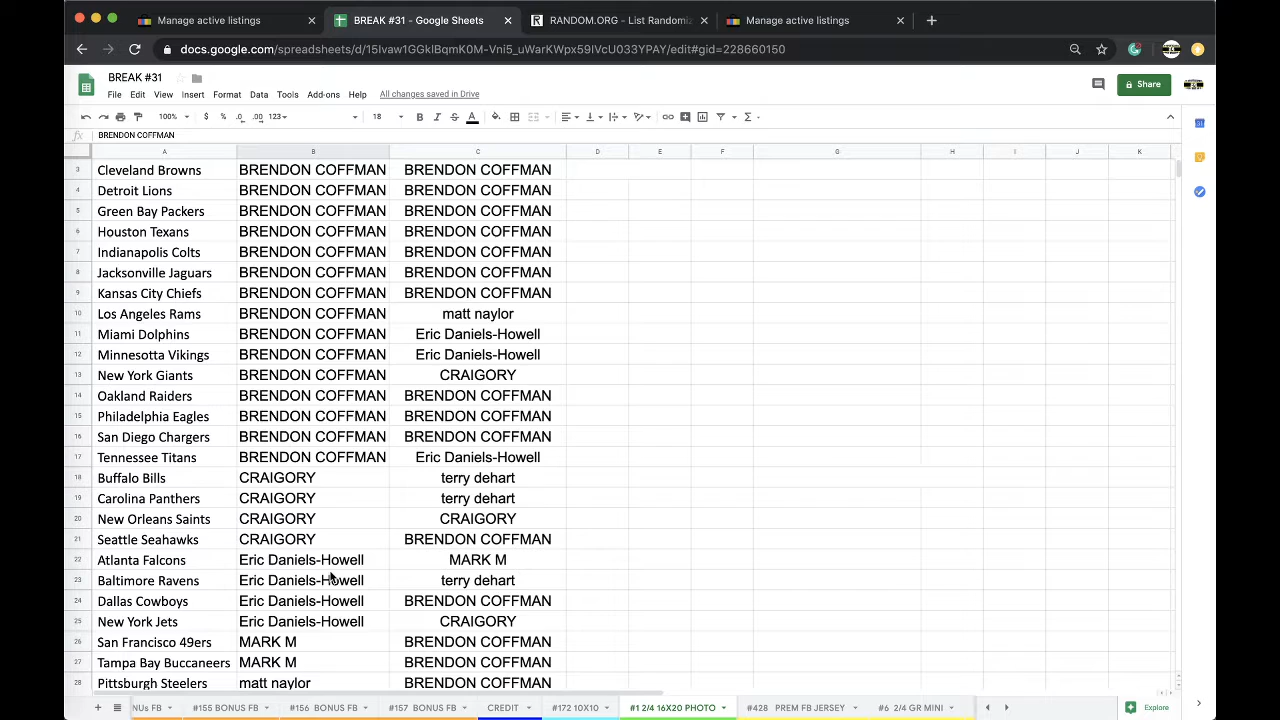 Manage active listings
BREAK #31 - Google Sheets
RANDOM.ORG - List Randomiz
Manage active listings
docs.google.com/spreadsheets/d/15Ivaw1GGklBqmK0M-Vni5_uWarKWpx59IVcU033YPAY/edit#gid=228660150
BREAK #31
File Edit View Insert Format Data Tools Add-ons Help All changes saved in Drive
Share
100% $ % .0 .00 123 18 B I S A
fx BRENDON COFFMAN
A B C D E F G H I J K
3 Cleveland Browns BRENDON COFFMAN BRENDON COFFMAN
4 Detroit Lions BRENDON COFFMAN BRENDON COFFMAN
5 Green Bay Packers BRENDON COFFMAN BRENDON COFFMAN
6 Houston Texans BRENDON COFFMAN BRENDON COFFMAN
7 Indianapolis Colts BRENDON COFFMAN BRENDON COFFMAN
8 Jacksonville Jaguars BRENDON COFFMAN BRENDON COFFMAN
9 Kansas City Chiefs BRENDON COFFMAN BRENDON COFFMAN
10 Los Angeles Rams BRENDON COFFMAN matt naylor
11 Miami Dolphins BRENDON COFFMAN Eric Daniels-Howell
12 Minnesotta Vikings BRENDON COFFMAN Eric Daniels-Howell
13 New York Giants BRENDON COFFMAN CRAIGORY
14 Oakland Raiders BRENDON COFFMAN BRENDON COFFMAN
15 Philadelphia Eagles BRENDON COFFMAN BRENDON COFFMAN
16 San Diego Chargers BRENDON COFFMAN BRENDON COFFMAN
17 Tennessee Titans BRENDON COFFMAN Eric Daniels-Howell
18 Buffalo Bills CRAIGORY terry dehart
19 Carolina Panthers CRAIGORY terry dehart
20 New Orleans Saints CRAIGORY CRAIGORY
21 Seattle Seahawks CRAIGORY BRENDON COFFMAN
22 Atlanta Falcons Eric Daniels-Howell MARK M
23 Baltimore Ravens Eric Daniels-Howell terry dehart
24 Dallas Cowboys Eric Daniels-Howell BRENDON COFFMAN
25 New York Jets Eric Daniels-Howell CRAIGORY
26 San Francisco 49ers MARK M BRENDON COFFMAN
27 Tampa Bay Buccaneers MARK M BRENDON COFFMAN
28 Pittsburgh Steelers matt naylor BRENDON COFFMAN
NUs FB #155 BONUS FB #156 BONUS FB #157 BONUS FB CREDIT #172 10X10 #1 2/4 16X20 PHOTO #428 PREM FB JERSEY #6 2/4 GR MINI Explore